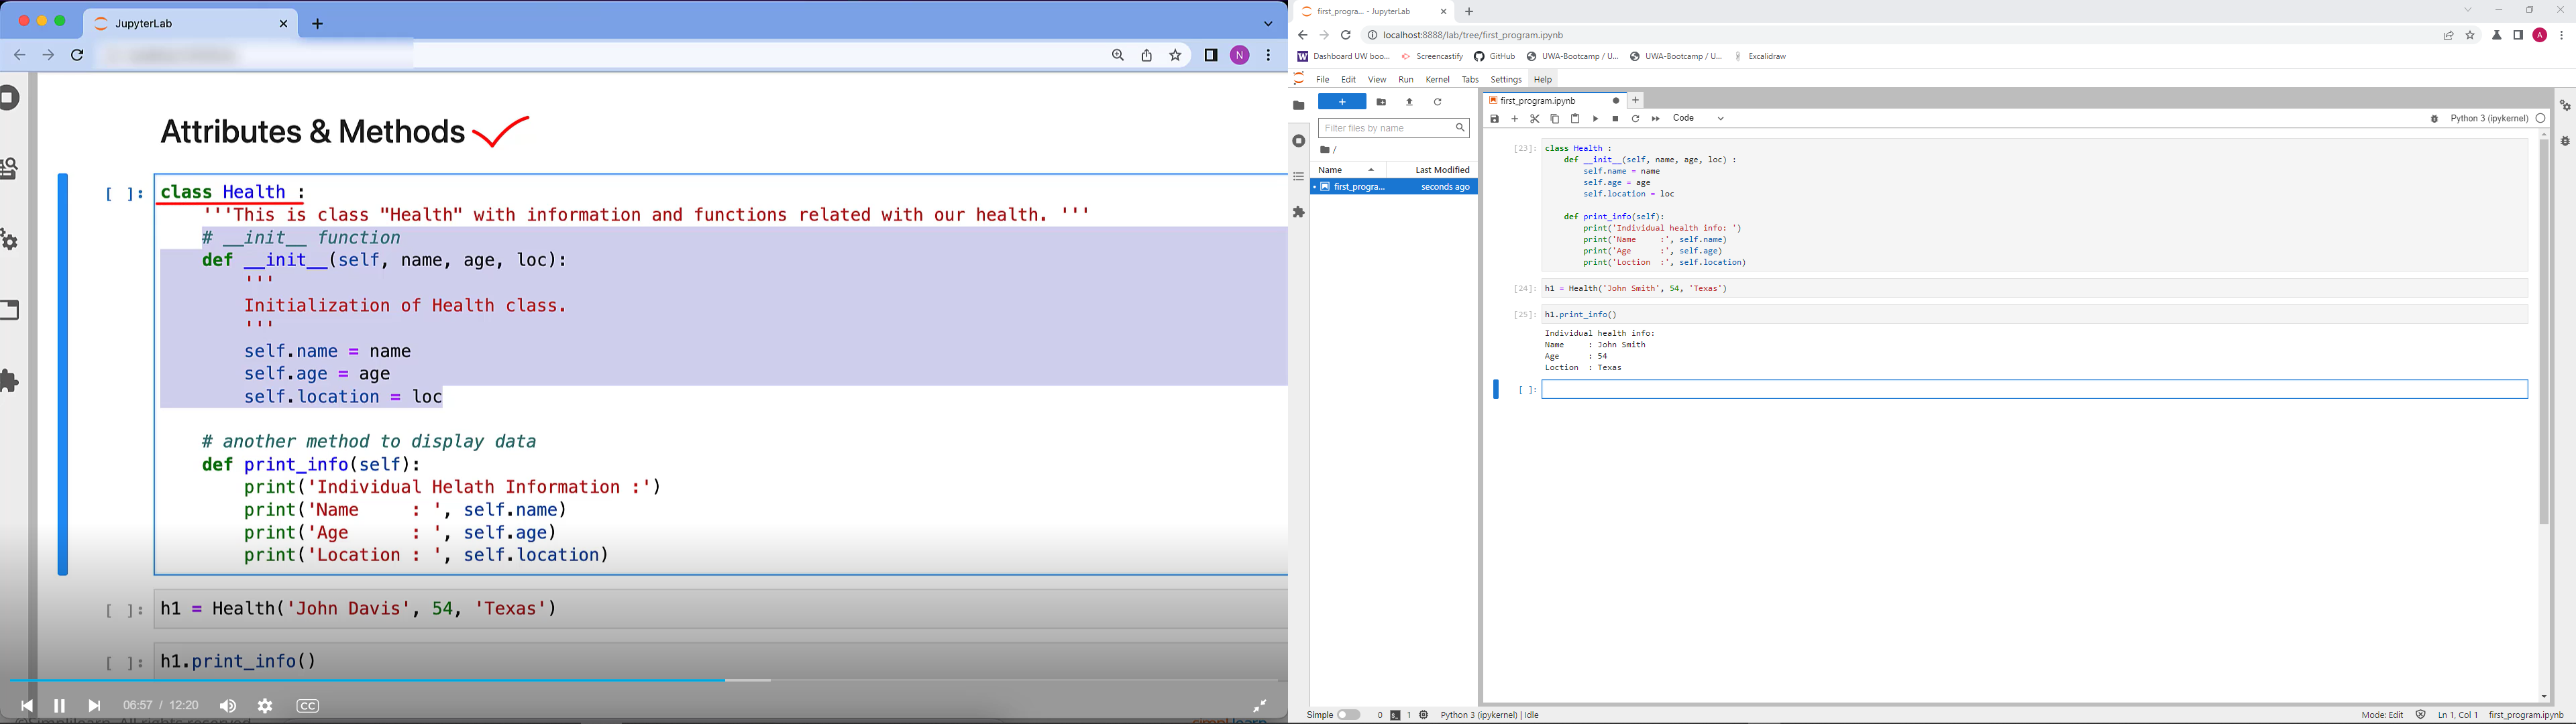 JupyterLab
N
Attributes & Methods
[ ]: class Health :
'''This is class "Health" with information and functions related with our health. '''
# __init__ function
def __init__(self, name, age, loc):
'''
Initialization of Health class.
'''
self.name = name
self.age = age
self.location = loc
# another method to display data
def print_info(self):
print('Individual Helath Information :')
print('Name     : ', self.name)
print('Age      : ', self.age)
print('Location : ', self.location)
[ ]: h1 = Health('John Davis', 54, 'Texas')
[ ]: h1.print_info()
06:57 / 12:20
CC
first_progra... - JupyterLab
localhost:8888/lab/tree/first_program.ipynb
A
Dashboard UW boo... Screencastify GitHub UWA-Bootcamp / U... UWA-Bootcamp / U... Excalidraw
File Edit View Run Kernel Tabs Settings Help
first_program.ipynb
Code
Python 3 (ipykernel)
Filter files by name
/
Name Last Modified
first_progra... seconds ago
[23]: class Health :
def __init__(self, name, age, loc) :
self.name = name
self.age = age
self.location = loc
def print_info(self):
print('Individual health info: ')
print('Name     :', self.name)
print('Age      :', self.age)
print('Loction  :', self.location)
[24]: h1 = Health('John Smith', 54, 'Texas')
[25]: h1.print_info()
Individual health info:
Name     : John Smith
Age      : 54
Loction  : Texas
[ ]:
Simple 0 1 Python 3 (ipykernel) | Idle
Mode: Edit Ln 1, Col 1 first_program.ipynb